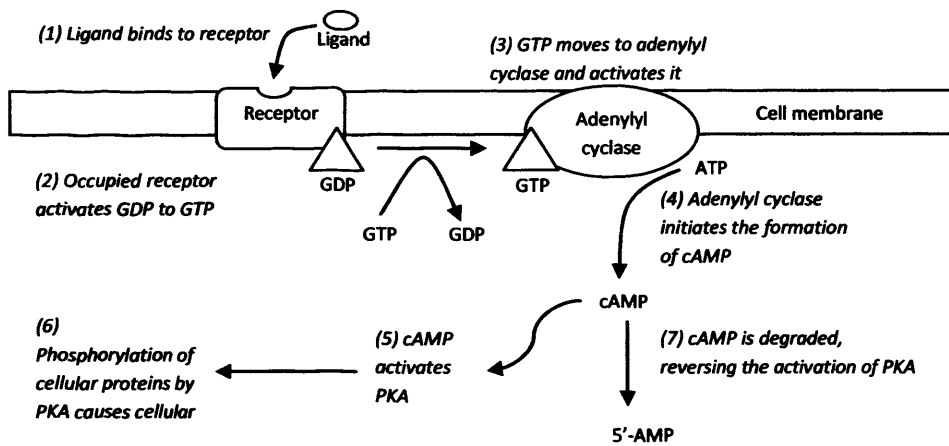 (1) Ligand binds to receptor
Ligand
(3) GTP moves to adenylyl
cyclase and activates it
Receptor
Adenylyl
cyclase
Cell membrane
(2) Occupied receptor
activates GDP to GTP
GDP
GTP
GTP
GDP
ATP
(4) Adenylyl cyclase
initiates the formation
of cAMP
cAMP
(5) cAMP
activates
PKA
(6)
Phosphorylation of
cellular proteins by
PKA causes cellular
(7) cAMP is degraded,
reversing the activation of PKA
5'-AMP